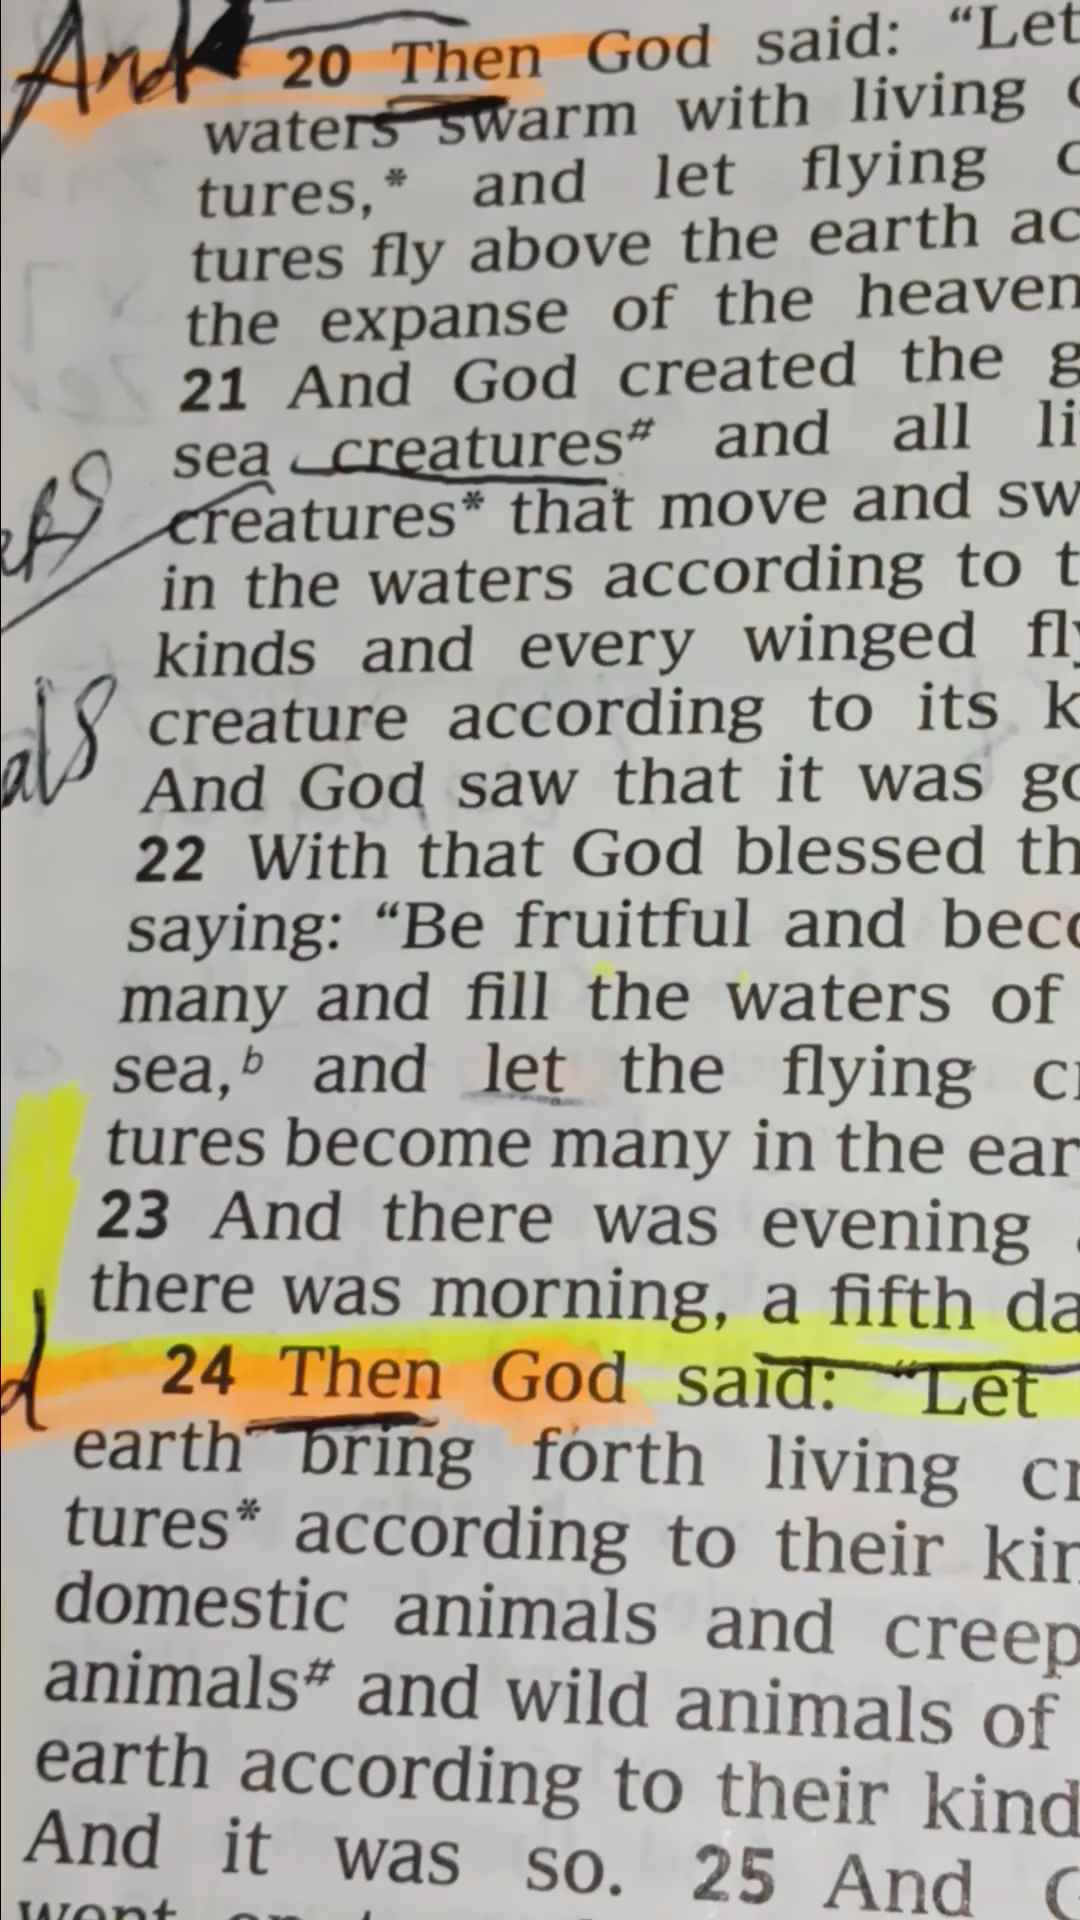 And
20 Then God said: “Let
waters swarm with living
tures,* and let flying
tures fly above the earth ac
the expanse of the heaven
21 And God created the g
sea creatures# and all li
creatures* that move and sw
in the waters according to t
kinds and every winged fly
creature according to its k
And God saw that it was go
22 With that God blessed th
saying: “Be fruitful and beco
many and fill the waters of
sea,b and let the flying cr
tures become many in the ear
23 And there was evening
there was morning, a fifth da
24 Then God said: “Let
earth bring forth living cr
tures* according to their kin
domestic animals and creep
animals# and wild animals of
earth according to their kind
And it was so. 25 And G